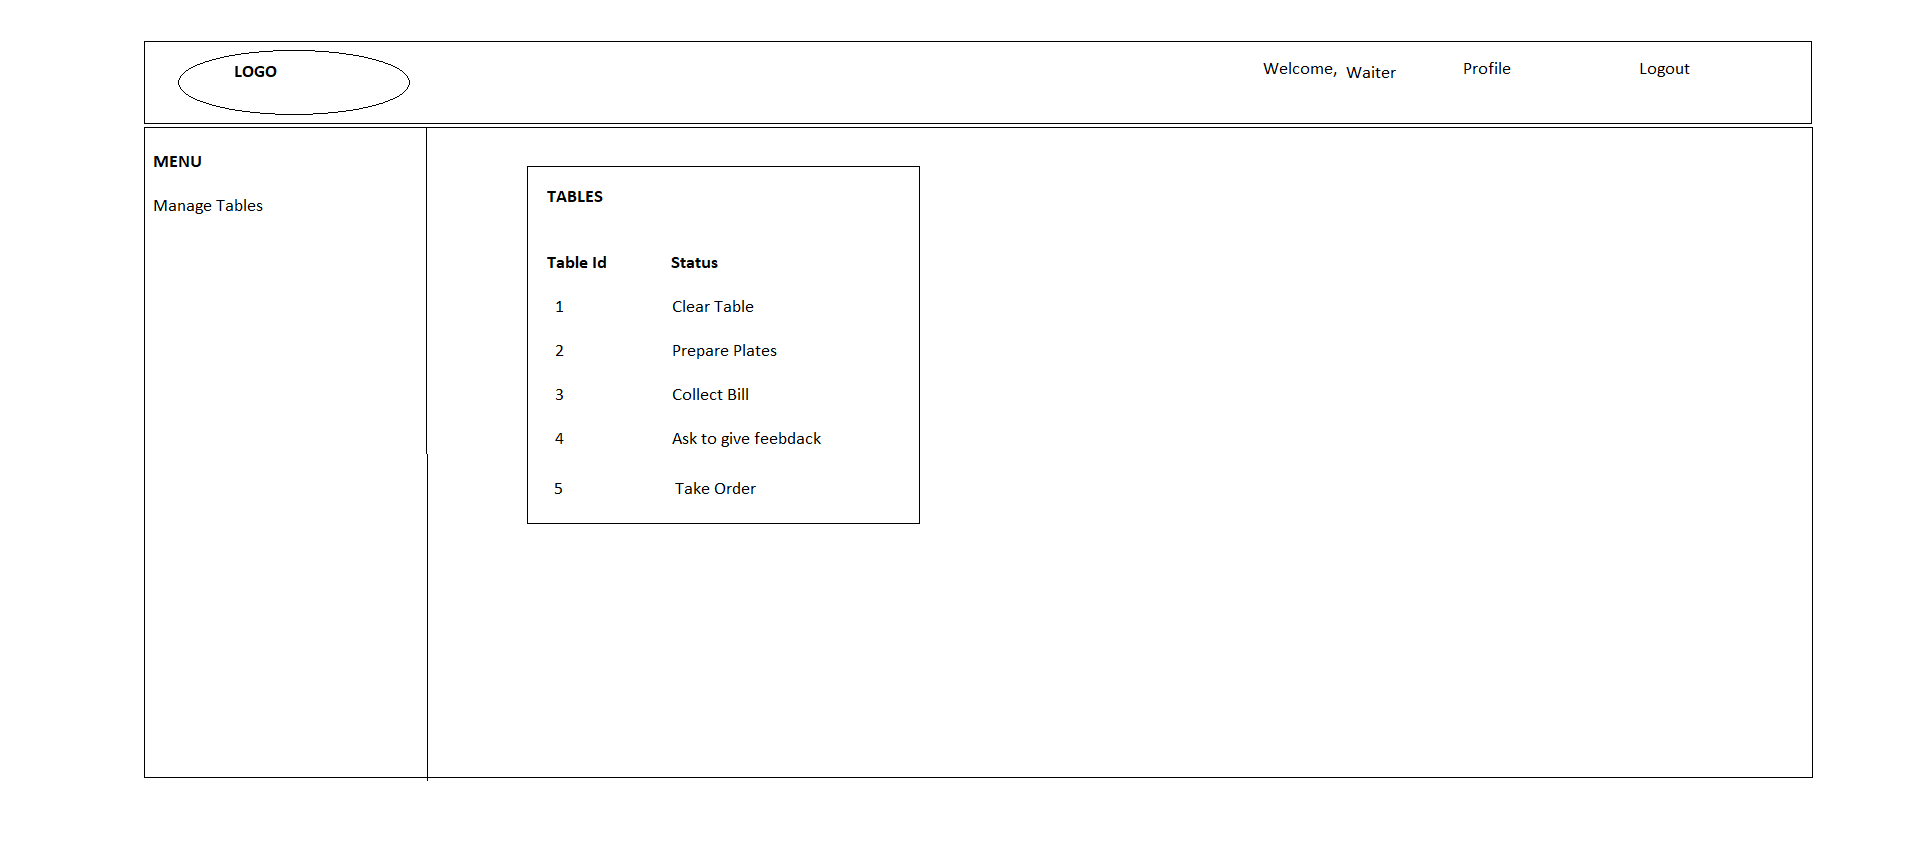 LOGO
Welcome, Waiter
Profile
Logout
MENU
Manage Tables
TABLES
Table Id Status
1 Clear Table
2 Prepare Plates
3 Collect Bill
4 Ask to give feebdack
5 Take Order